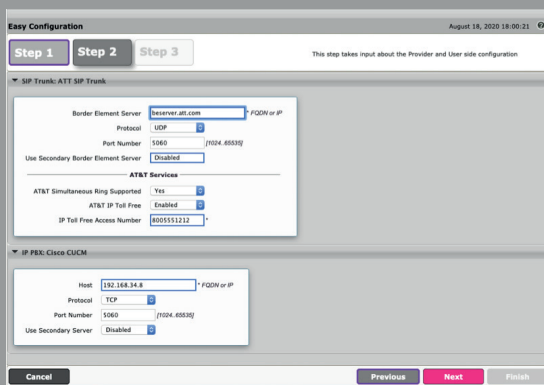 Easy Configuration
August 18, 2020 18:00:21
Step 1
Step 2
Step 3
This step takes input about the Provider and User side configuration
SIP Trunk: ATT SIP Trunk
Border Element Server beserver.att.com * FQDN or IP
Protocol UDP
Port Number 5060 [1024..65535]
Use Secondary Border Element Server Disabled
AT&T Services
AT&T Simultaneous Ring Supported Yes
AT&T IP Toll Free Enabled
IP Toll Free Access Number 8005551212 *
IP PBX: Cisco CUCM
Host 192.168.34.8 * FQDN or IP
Protocol TCP
Port Number 5060 [1024..65535]
Use Secondary Server Disabled
Cancel
Previous
Next
Finish